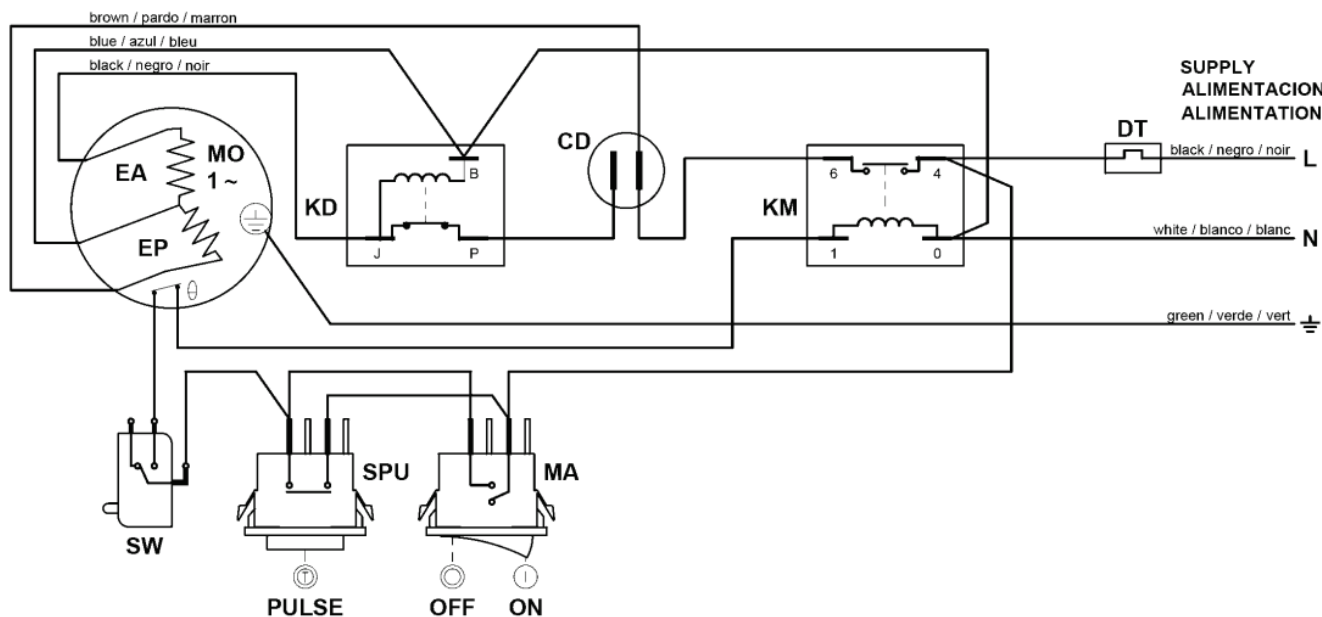 brown / pardo / marron
blue / azul / bleu
black / negro / noir
SUPPLY
ALIMENTACION
ALIMENTATION
DT
black / negro / noir
L
CD
EA
MO
1 ~
B
6
4
KD
KM
EP
J
P
1
0
white / blanco / blanc
N
green / verde / vert
SPU
MA
SW
T
I
PULSE
OFF
ON